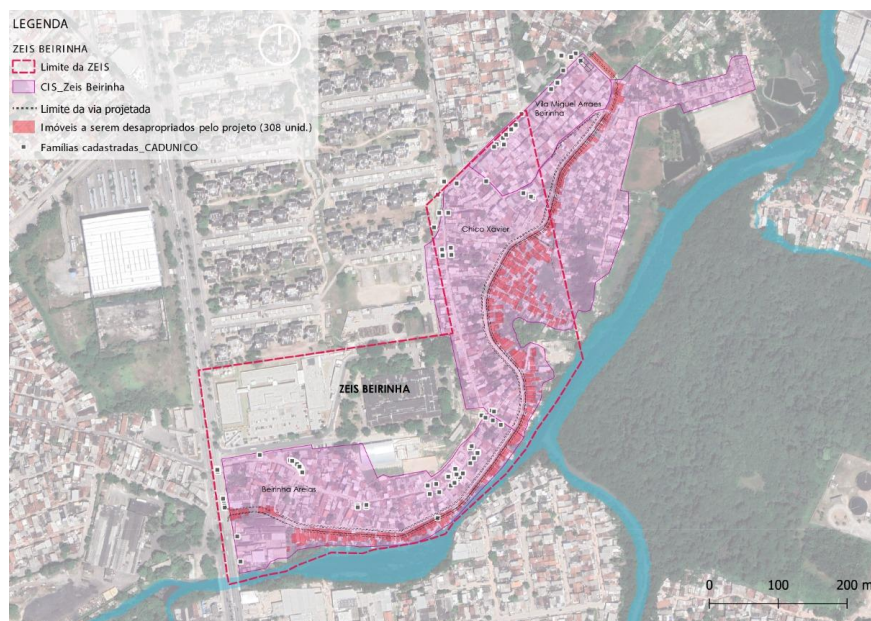 LEGENDA
ZEIS BEIRINHA
Limite da ZEIS
CIS_Zeis Beirinha
Limite da via projetada
Imóveis a serem desapropriados pelo projeto (308 unid.)
Famílias cadastradas_CADUNICO
Vila Miguel Arraes
Beirinha
Chico Xavier
ZEIS BEIRINHA
Beirinha Areias
0 100 200 m